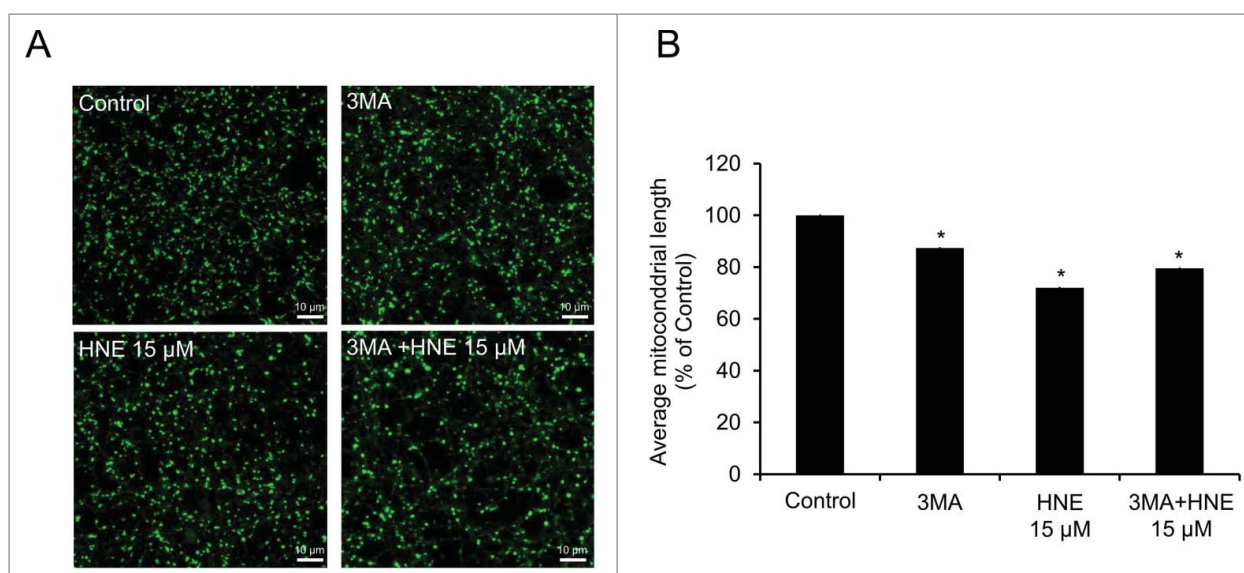 A
Control
10 µm
3MA
10 µm
HNE 15 µM
10 µm
3MA +HNE 15 µM
10 µm
B
Average mitoconddrial length
(% of Control)
120
100
80
60
40
20
0
*
*
*
Control
3MA
HNE
15 µM
3MA+HNE
15 µM